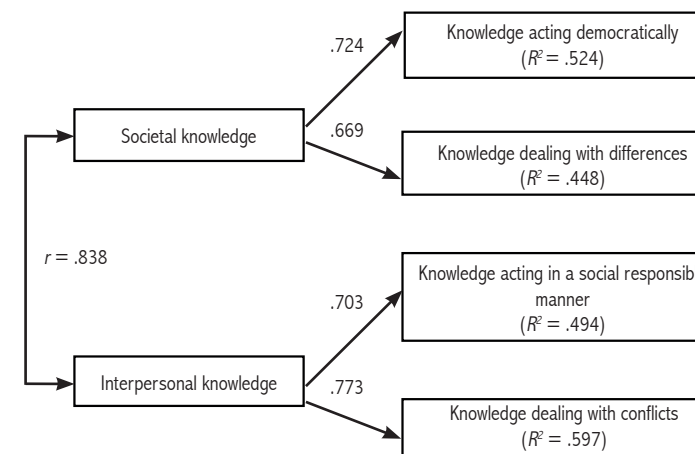 .724
Knowledge acting democratically
(R² = .524)
Societal knowledge
.669
Knowledge dealing with differences
(R² = .448)
r = .838
Knowledge acting in a social responsib
manner
(R² = .494)
.703
Interpersonal knowledge
.773
Knowledge dealing with conflicts
(R² = .597)